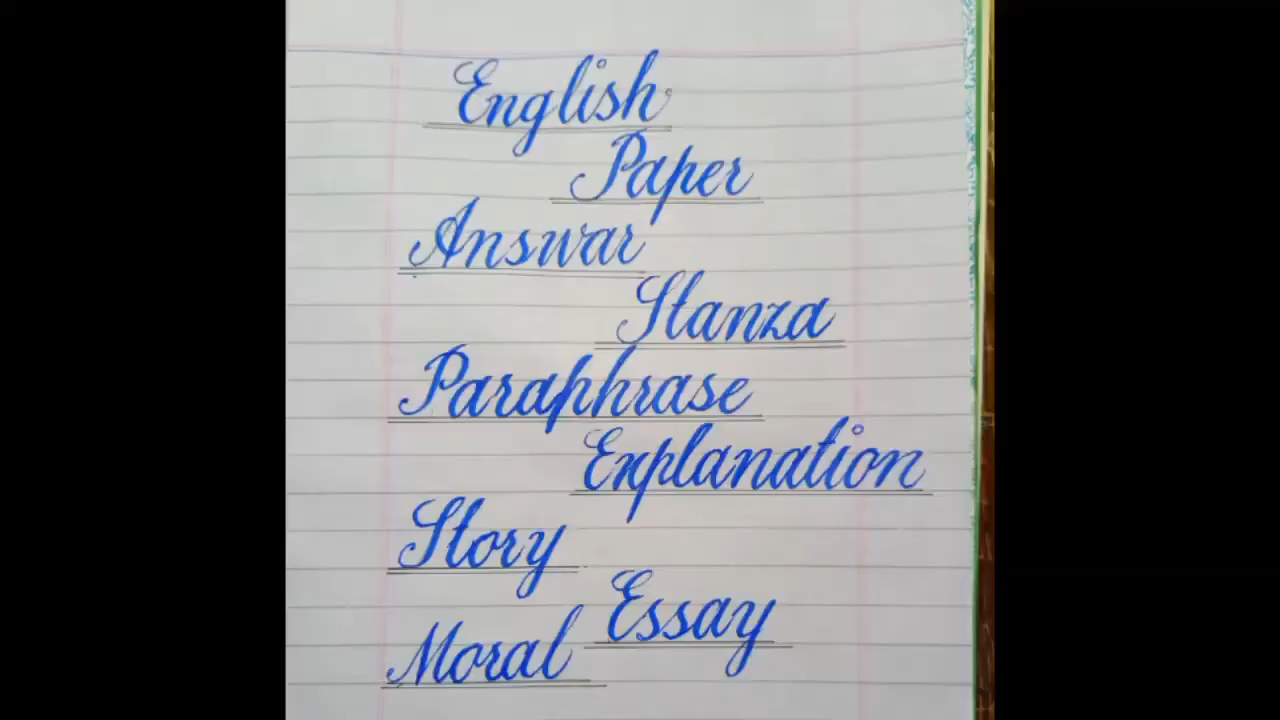 English
Paper
Answar
Stanza
Paraphrase
Explanation
Story
Essay
Moral